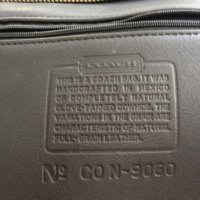 COACH
THIS IS A COACH BAG. IT WAS
HANDCRAFTED IN MEXICO
OF COMPLETELY NATURAL
GLOVE-TANNED COWHIDE. THE
VARIATIONS IN THE GRAIN ARE
CHARACTERISTIC OF NATURAL
FULL-GRAIN LEATHER.
Nº CON-9060